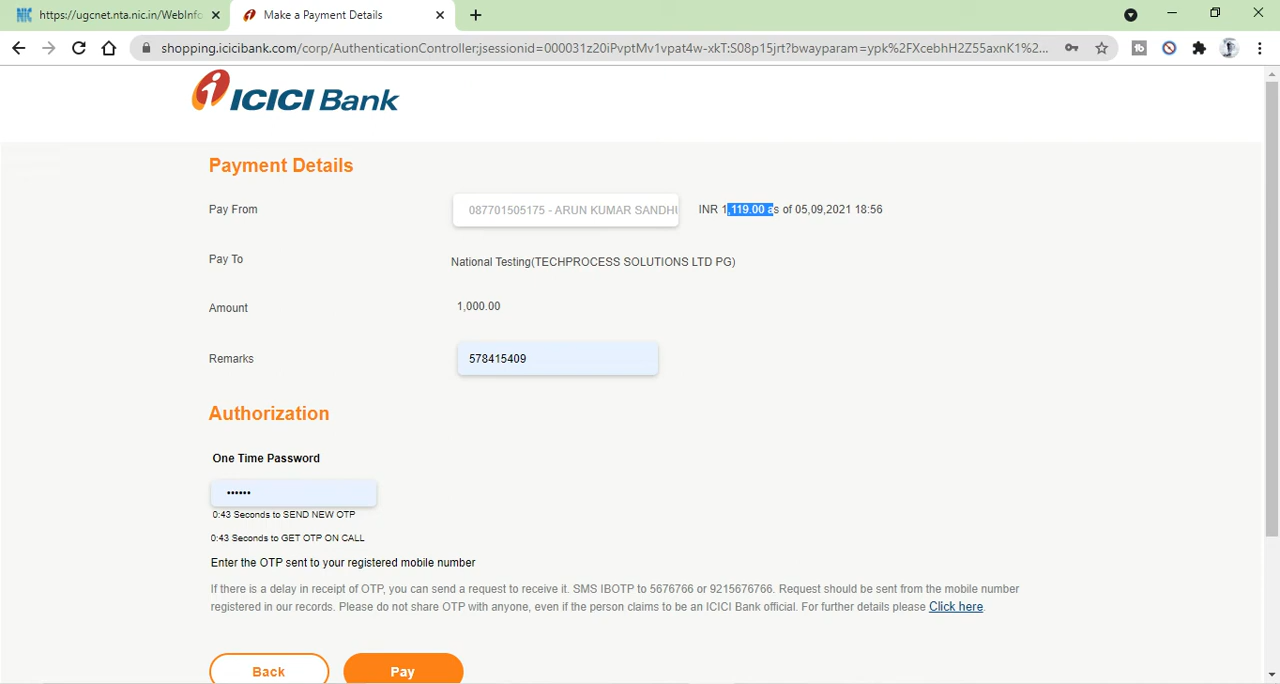 https://ugcnet.nta.nic.in/WebInfo
Make a Payment Details
shopping.icicibank.com/corp/AuthenticationController;jsessionid=000031z20iPvptMv1vpat4w-xkT:S08p15jrt?bwayparam=ypk%2FXcebhH2Z55axnK1%2...
ICICI Bank
Payment Details
Pay From 087701505175 - ARUN KUMAR SANDHU INR 1,119.00 as of 05,09,2021 18:56
Pay To National Testing(TECHPROCESS SOLUTIONS LTD PG)
Amount 1,000.00
Remarks 578415409
Authorization
One Time Password
••••••
0:43 Seconds to SEND NEW OTP
0:43 Seconds to GET OTP ON CALL
Enter the OTP sent to your registered mobile number
If there is a delay in receipt of OTP, you can send a request to receive it. SMS IBOTP to 5676766 or 9215676766. Request should be sent from the mobile number
registered in our records. Please do not share OTP with anyone, even if the person claims to be an ICICI Bank official. For further details please Click here.
Back Pay